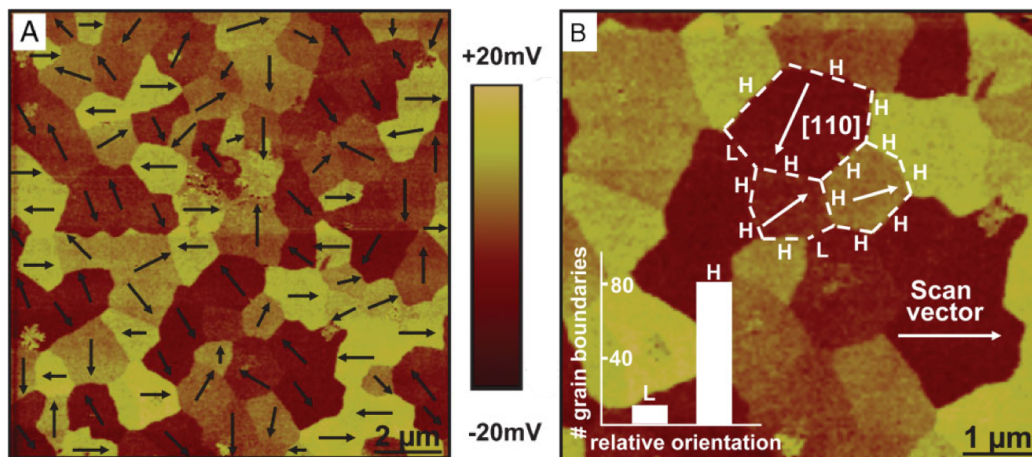 A
2 μm
+20mV
-20mV
B
H
H
[110]
L
H
H
H
H
H
H
H
H
H
L
H
# grain boundaries
80
40
L
H
relative orientation
Scan
vector
1 μm